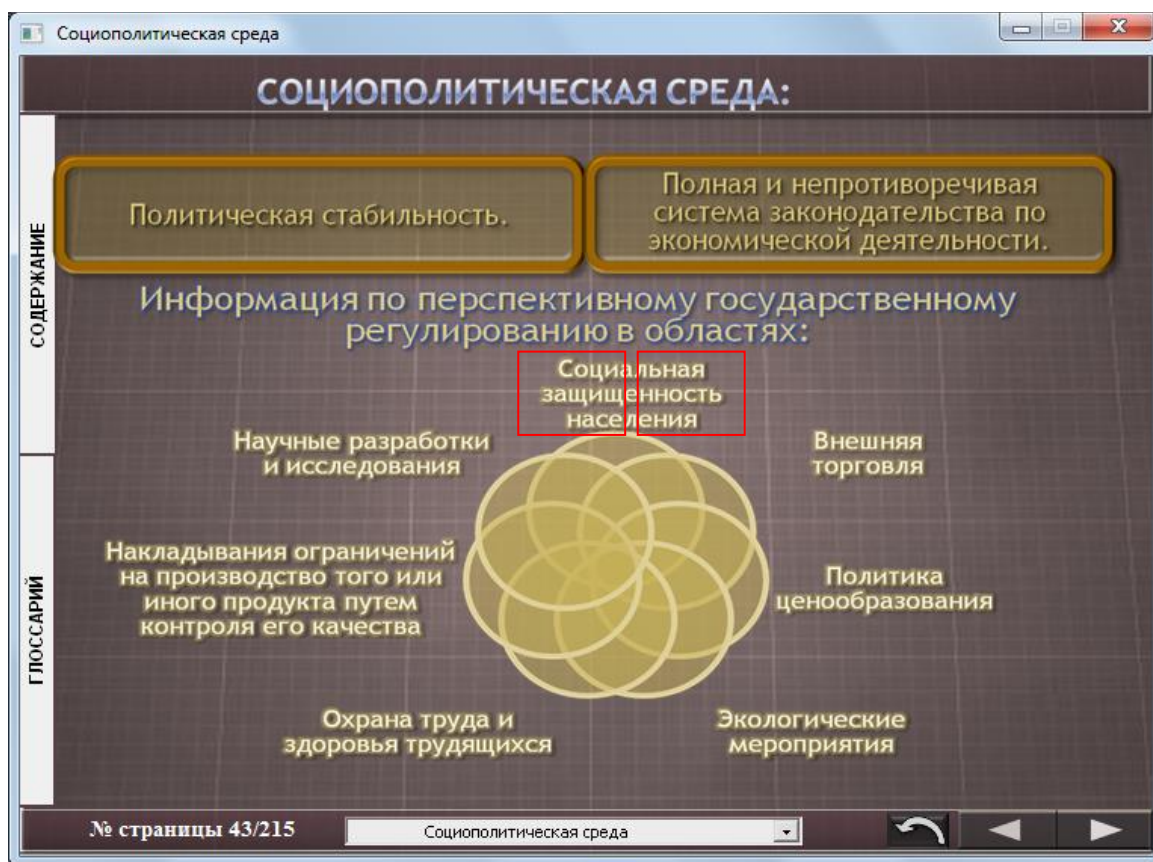 Социополитическая среда
СОЦИОПОЛИТИЧЕСКАЯ СРЕДА:
СОДЕРЖАНИЕ
ГЛОССАРИЙ
Политическая стабильность.
Полная и непротиворечивая
система законодательства по
экономической деятельности.
Информация по перспективному государственному
регулированию в областях:
Социальная
защищенность
населения
Научные разработки
и исследования
Внешняя
торговля
Накладывания ограничений
на производство того или
иного продукта путем
контроля его качества
Политика
ценообразования
Охрана труда и
здоровья трудящихся
Экологические
мероприятия
№ страницы 43/215
Социополитическая среда